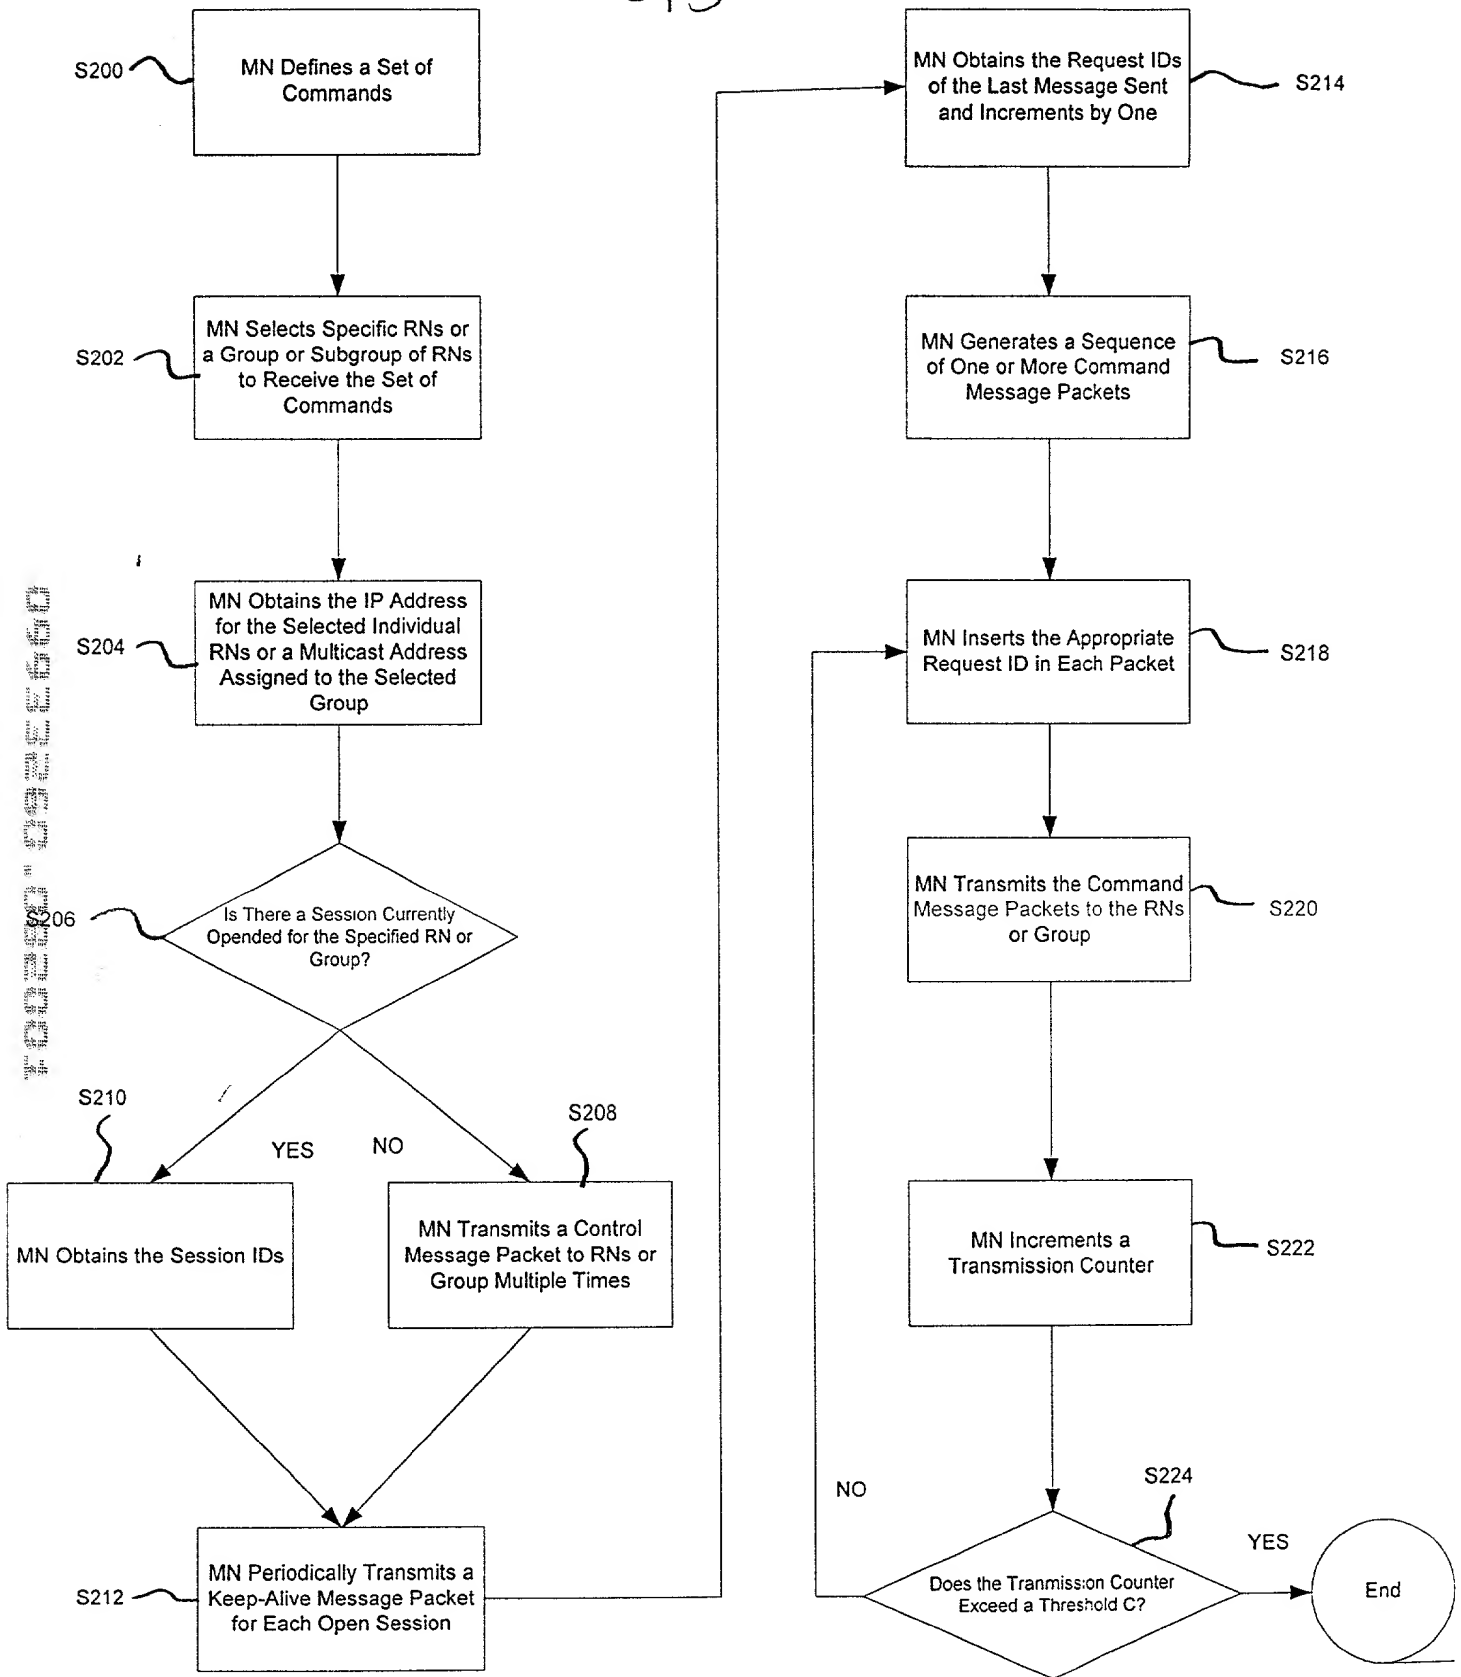 S200
MN Defines a Set of
Commands
S202
MN Selects Specific RNs or
a Group or Subgroup of RNs
to Receive the Set of
Commands
S204
MN Obtains the IP Address
for the Selected Individual
RNs or a Multicast Address
Assigned to the Selected
Group
S206
Is There a Session Currently
Opended for the Specified RN or
Group?
S210
YES
NO
S208
MN Obtains the Session IDs
MN Transmits a Control
Message Packet to RNs or
Group Multiple Times
S212
MN Periodically Transmits a
Keep-Alive Message Packet
for Each Open Session
MN Obtains the Request IDs
of the Last Message Sent
and Increments by One
S214
MN Generates a Sequence
of One or More Command
Message Packets
S216
MN Inserts the Appropriate
Request ID in Each Packet
S218
MN Transmits the Command
Message Packets to the RNs
or Group
S220
MN Increments a
Transmission Counter
S222
NO
S224
Does the Tranmission Counter
Exceed a Threshold C?
YES
End